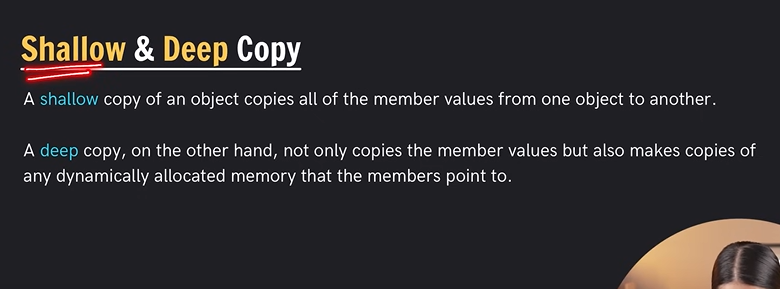 Shallow & Deep Copy
A shallow copy of an object copies all of the member values from one object to another.
A deep copy, on the other hand, not only copies the member values but also makes copies of
any dynamically allocated memory that the members point to.